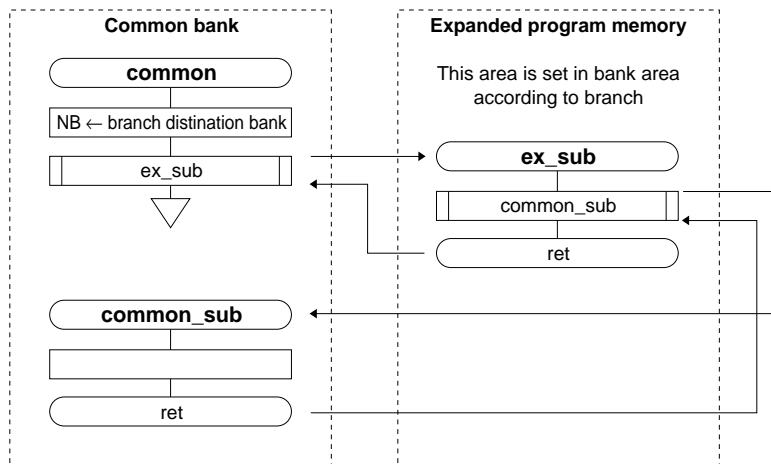 Common bank
common
NB ← branch distination bank
ex_sub
common_sub
ret
Expanded program memory
This area is set in bank area
according to branch
ex_sub
common_sub
ret